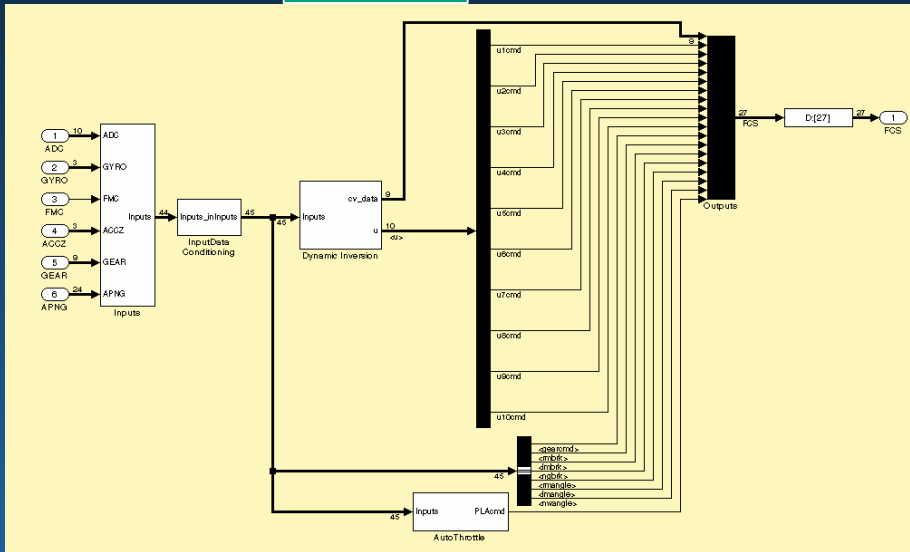 1
ADC
10
ADC
2
GYRO
3
GYRO
3
FMC
FMC
4
ACCZ
3
ACCZ
5
GEAR
9
GEAR
6
APNG
24
APNG
Inputs
Inputs
44
Inputs_in
Inputs
InputData
Conditioning
45
45
Inputs
cv_data
u
Dynamic Inversion
9
10
<u>
u1cmd
u2cmd
u3cmd
u4cmd
u5cmd
u6cmd
u7cmd
u8cmd
u9cmd
u10cmd
9
Outputs
27
FCS
D:[27]
27
1
FCS
45
<gearcmd>
<rmbrk>
<lmbrk>
<ngbrk>
<rmangle>
<lmangle>
<nwangle>
45
Inputs
PLAcmd
AutoThrottle